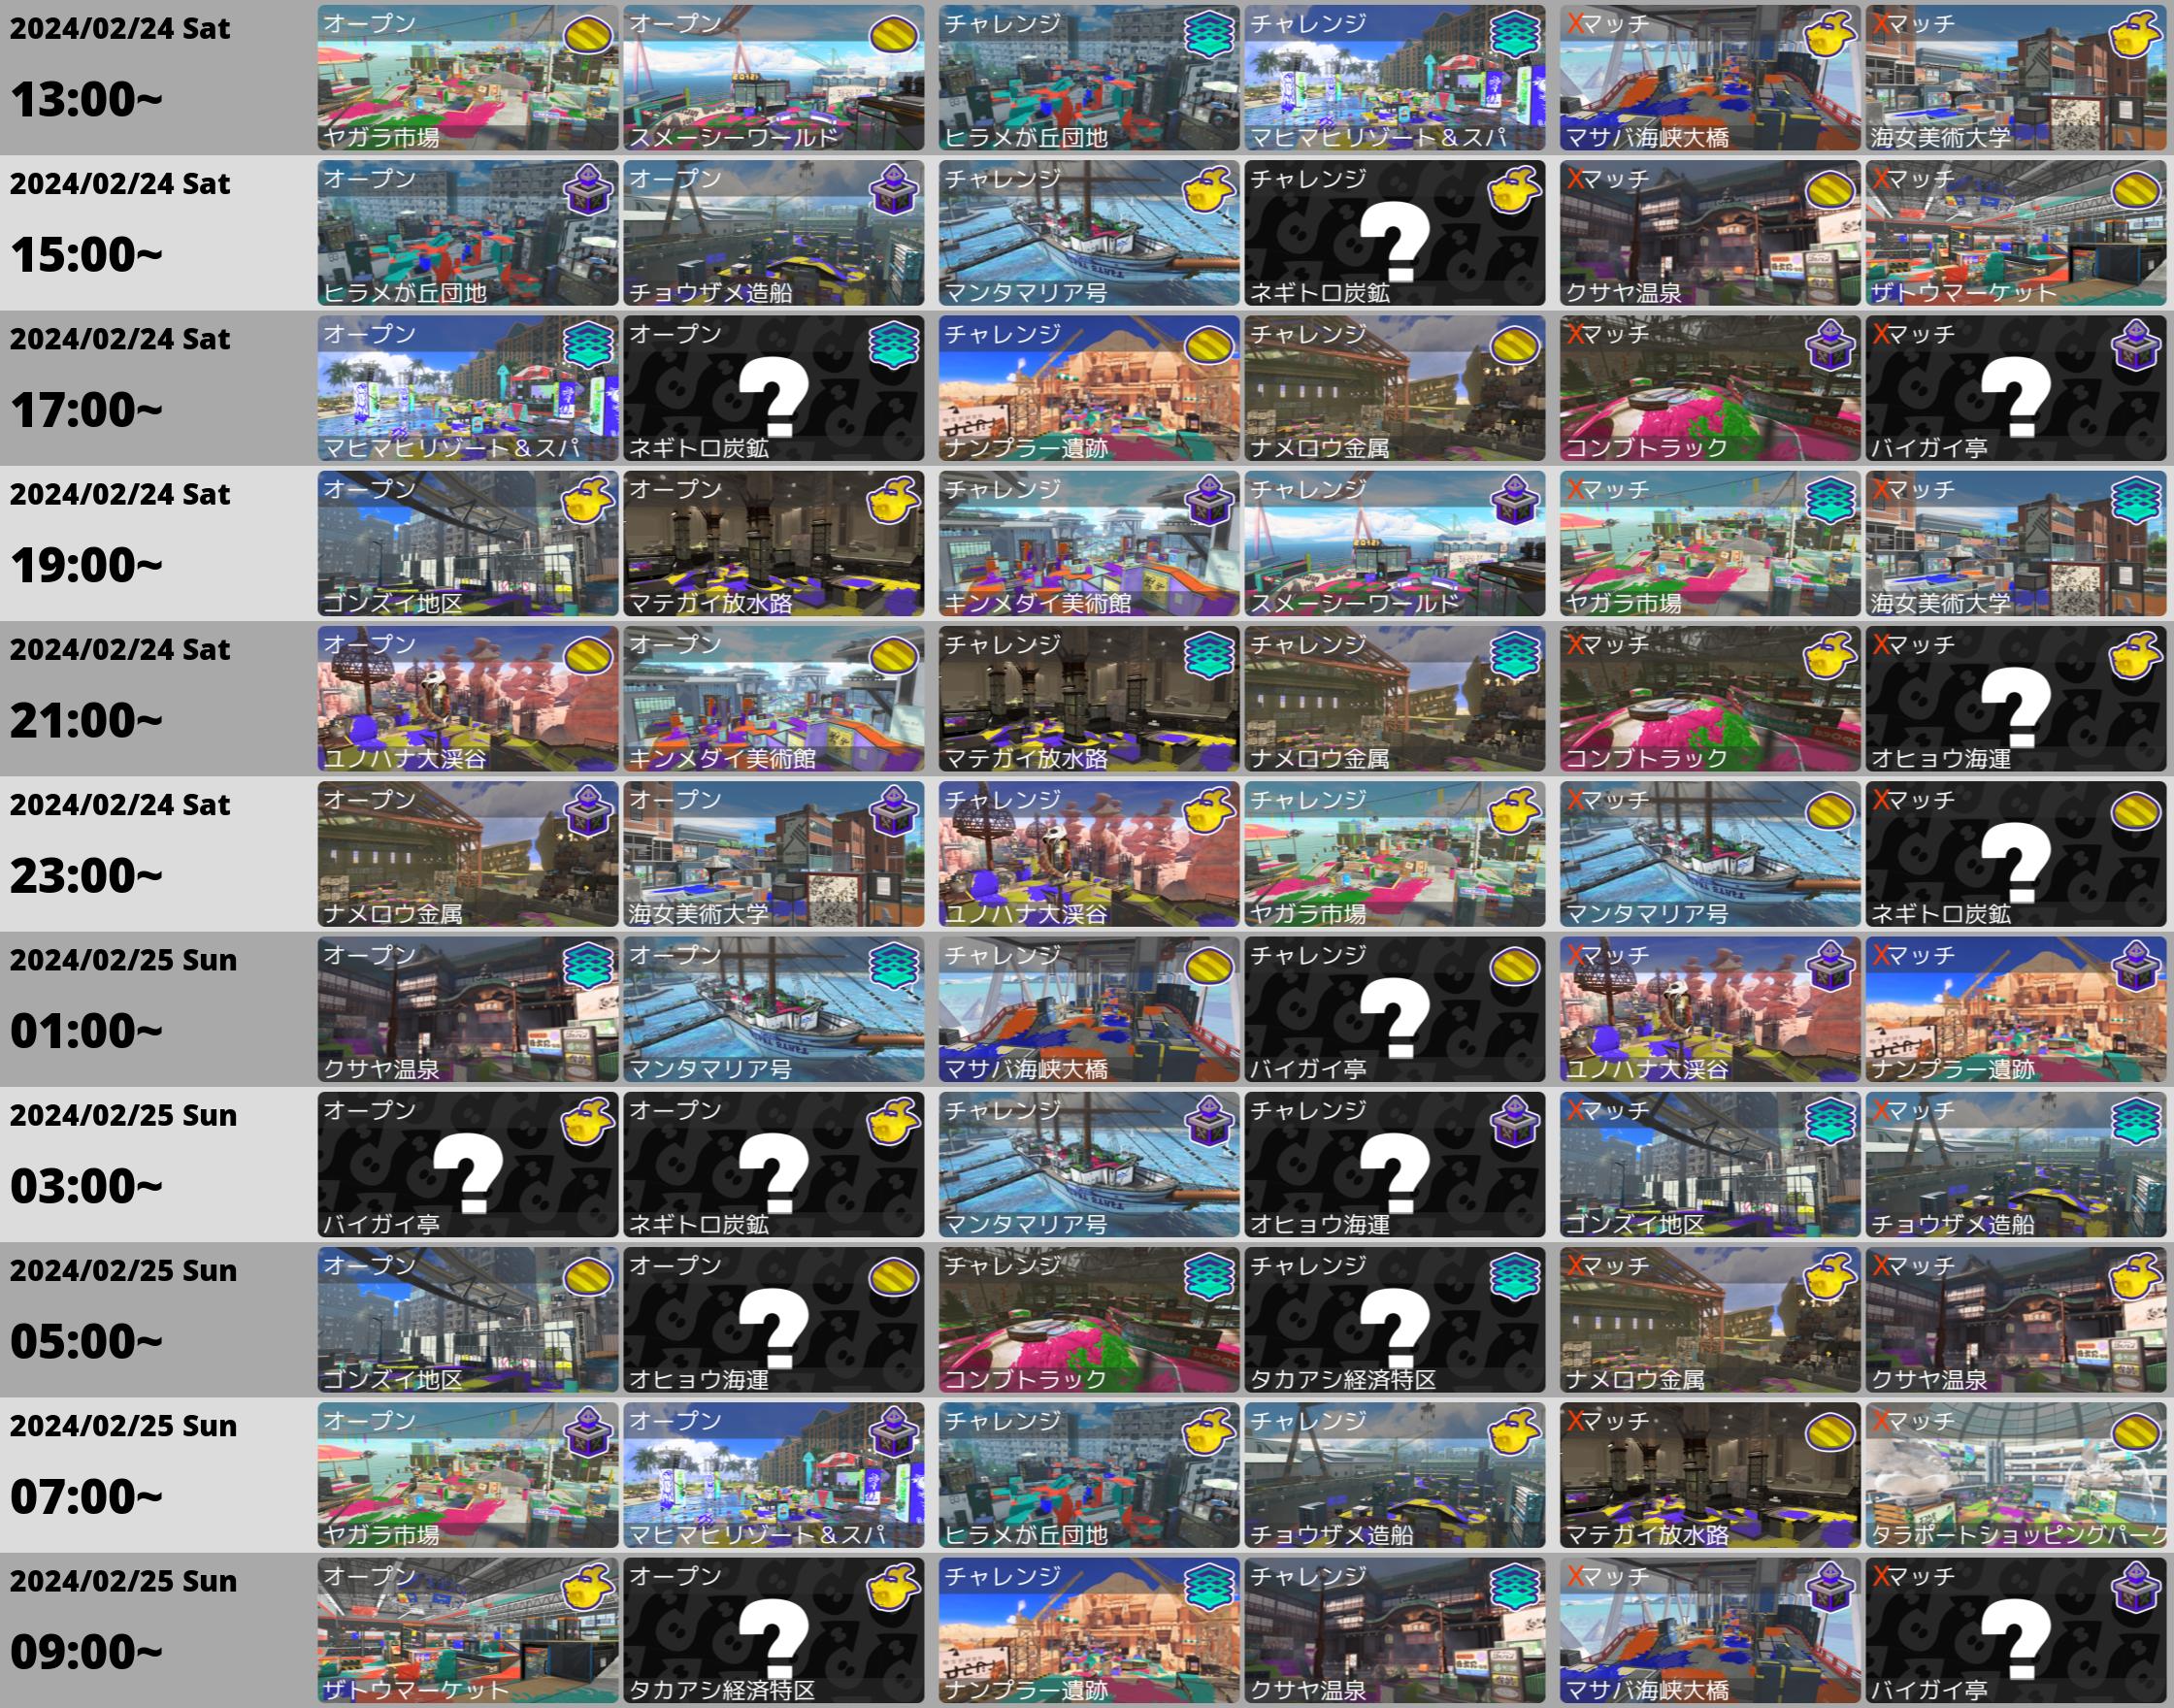 2024/02/24 Sat
13:00~
オープン
ヤガラ市場
オープン
スメーシーワールド
チャレンジ
ヒラメが丘団地
チャレンジ
マヒマヒリゾート＆スパ
Xマッチ
マサバ海峡大橋
Xマッチ
海女美術大学
2024/02/24 Sat
15:00~
オープン
ヒラメが丘団地
オープン
チョウザメ造船
チャレンジ
マンタマリア号
チャレンジ
?
ネギトロ炭鉱
Xマッチ
クサヤ温泉
Xマッチ
ザトウマーケット
2024/02/24 Sat
17:00~
オープン
マヒマヒリゾート＆スパ
オープン
?
ネギトロ炭鉱
チャレンジ
ナンプラー遺跡
チャレンジ
ナメロウ金属
Xマッチ
コンブトラック
Xマッチ
?
バイガイ亭
2024/02/24 Sat
19:00~
オープン
ゴンズイ地区
オープン
マテガイ放水路
チャレンジ
キンメダイ美術館
チャレンジ
スメーシーワールド
Xマッチ
ヤガラ市場
Xマッチ
海女美術大学
2024/02/24 Sat
21:00~
オープン
ユノハナ大渓谷
オープン
キンメダイ美術館
チャレンジ
マテガイ放水路
チャレンジ
ナメロウ金属
Xマッチ
コンブトラック
Xマッチ
?
オヒョウ海運
2024/02/24 Sat
23:00~
オープン
ナメロウ金属
オープン
海女美術大学
チャレンジ
ユノハナ大渓谷
チャレンジ
ヤガラ市場
Xマッチ
マンタマリア号
Xマッチ
?
ネギトロ炭鉱
2024/02/25 Sun
01:00~
オープン
クサヤ温泉
オープン
マンタマリア号
チャレンジ
マサバ海峡大橋
チャレンジ
?
バイガイ亭
Xマッチ
ユノハナ大渓谷
Xマッチ
ナンプラー遺跡
2024/02/25 Sun
03:00~
オープン
?
バイガイ亭
オープン
?
ネギトロ炭鉱
チャレンジ
マンタマリア号
チャレンジ
?
オヒョウ海運
Xマッチ
ゴンズイ地区
Xマッチ
チョウザメ造船
2024/02/25 Sun
05:00~
オープン
ゴンズイ地区
オープン
?
オヒョウ海運
チャレンジ
コンブトラック
チャレンジ
?
タカアシ経済特区
Xマッチ
ナメロウ金属
Xマッチ
クサヤ温泉
2024/02/25 Sun
07:00~
オープン
ヤガラ市場
オープン
マヒマヒリゾート＆スパ
チャレンジ
ヒラメが丘団地
チャレンジ
チョウザメ造船
Xマッチ
マテガイ放水路
Xマッチ
タラポートショッピングパーク
2024/02/25 Sun
09:00~
オープン
ザトウマーケット
オープン
?
タカアシ経済特区
チャレンジ
ナンプラー遺跡
チャレンジ
クサヤ温泉
Xマッチ
マサバ海峡大橋
Xマッチ
?
バイガイ亭